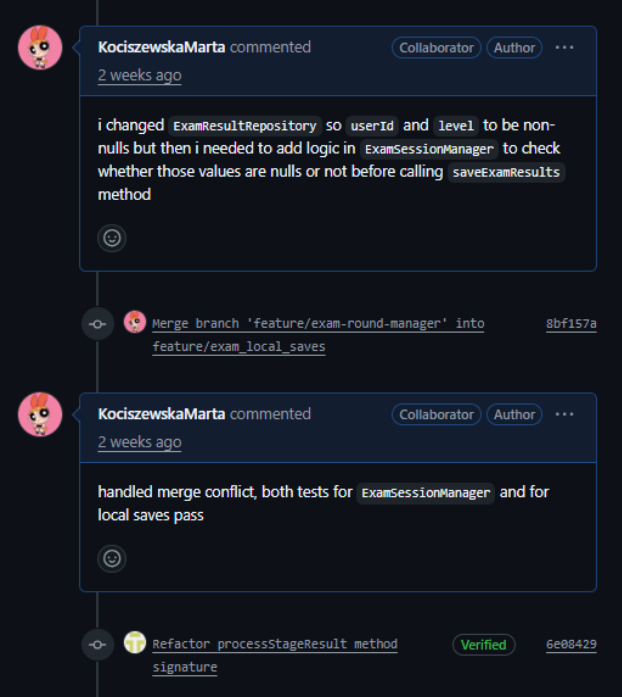 KociszewskaMarta commented Collaborator Author ...
2 weeks ago
i changed ExamResultRepository so userId and level to be non-
nulls but then i needed to add logic in ExamSessionManager to check
whether those values are nulls or not before calling saveExamResults
method
Merge branch 'feature/exam-round-manager' into 8bf157a
feature/exam_local_saves
KociszewskaMarta commented Collaborator Author ...
2 weeks ago
handled merge conflict, both tests for ExamSessionManager and for
local saves pass
Refactor processStageResult method Verified 6e08429
signature